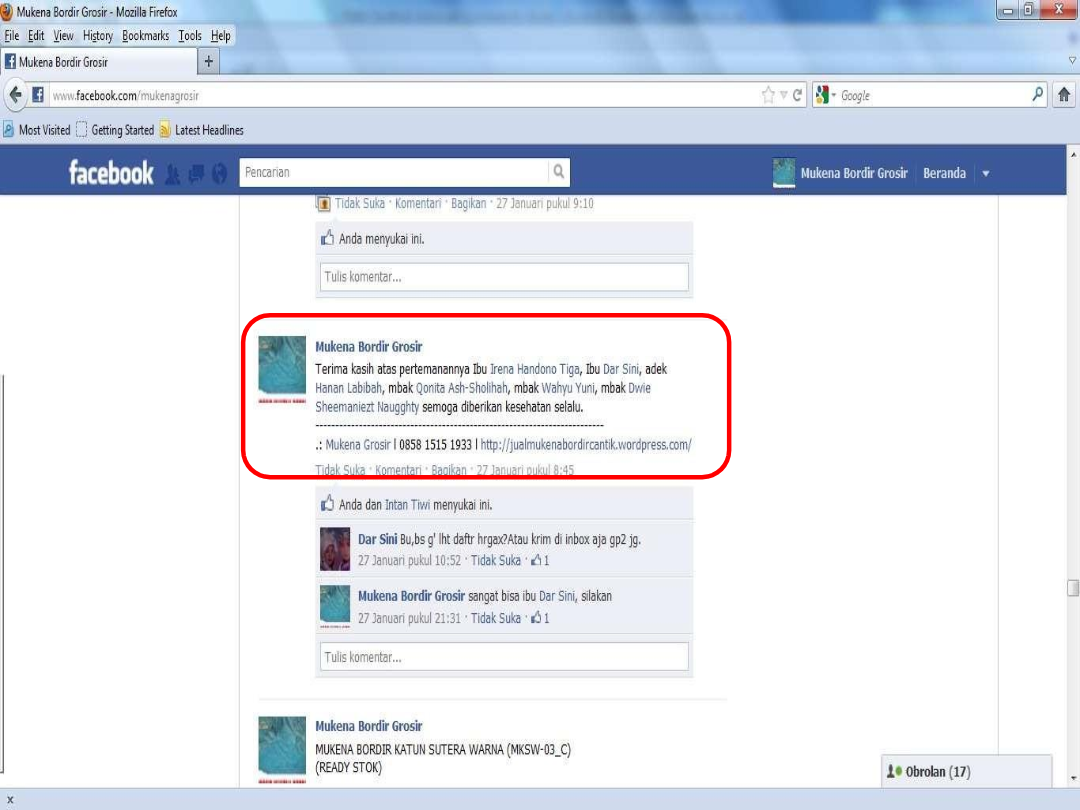 Mukena Bordir Grosir - Mozilla Firefox
File Edit View History Bookmarks Tools Help
Mukena Bordir Grosir +
www.facebook.com/mukenagrosir Google
Most Visited Getting Started Latest Headlines
facebook Pencarian Mukena Bordir Grosir Beranda
Tidak Suka · Komentari · Bagikan · 27 Januari pukul 9:10
Anda menyukai ini.
Tulis komentar...
Mukena Bordir Grosir
Terima kasih atas pertemanannya Ibu Irena Handono Tiga, Ibu Dar Sini, adek
Hanan Labibah, mbak Qonita Ash-Sholihah, mbak Wahyu Yuni, mbak Dwie
Sheemaniezt Naugghty semoga diberikan kesehatan selalu.
------------------------------------------------------------------------
.: Mukena Grosir l 0858 1515 1933 l http://jualmukenabordircantik.wordpress.com/
Tidak Suka · Komentari · Bagikan · 27 Januari pukul 8:45
Anda dan Intan Tiwi menyukai ini.
Dar Sini Bu,bs g' lht daftr hrgax?Atau krim di inbox aja gp2 jg.
27 Januari pukul 10:52 · Tidak Suka · 1
Mukena Bordir Grosir sangat bisa ibu Dar Sini, silakan
27 Januari pukul 21:31 · Tidak Suka · 1
Tulis komentar...
Mukena Bordir Grosir
MUKENA BORDIR KATUN SUTERA WARNA (MKSW-03_C)
(READY STOK)
Obrolan (17)
x